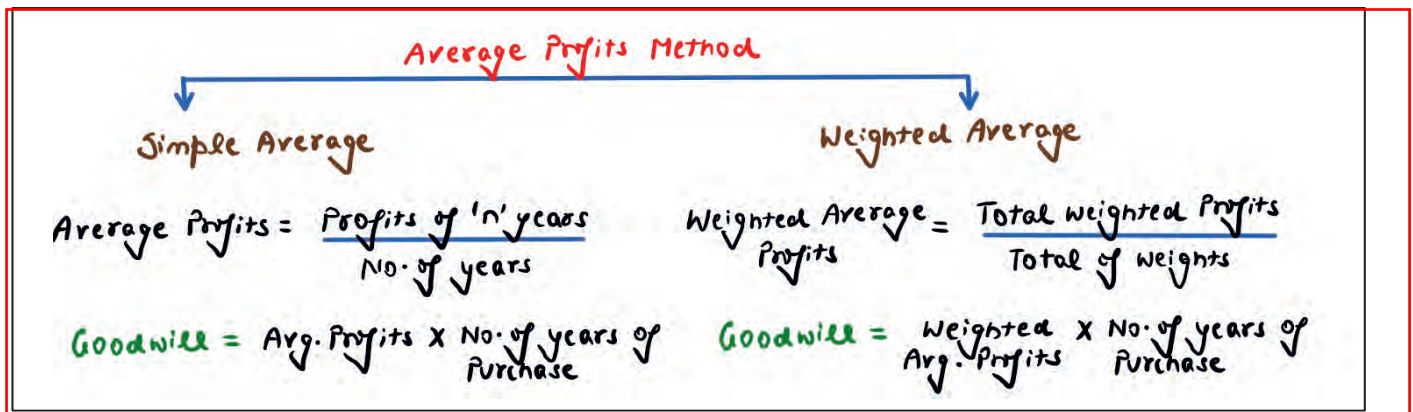 Average Profits Method
Simple Average
Average Profits = Profits of 'n' years
No. of years
Goodwill = Avg. Profits X No. of years of
Purchase
Weighted Average
Weighted Average = Total weighted Profits
Profits
Total of weights
Goodwill = Weighted X No. of years of
Avg. Profits Purchase